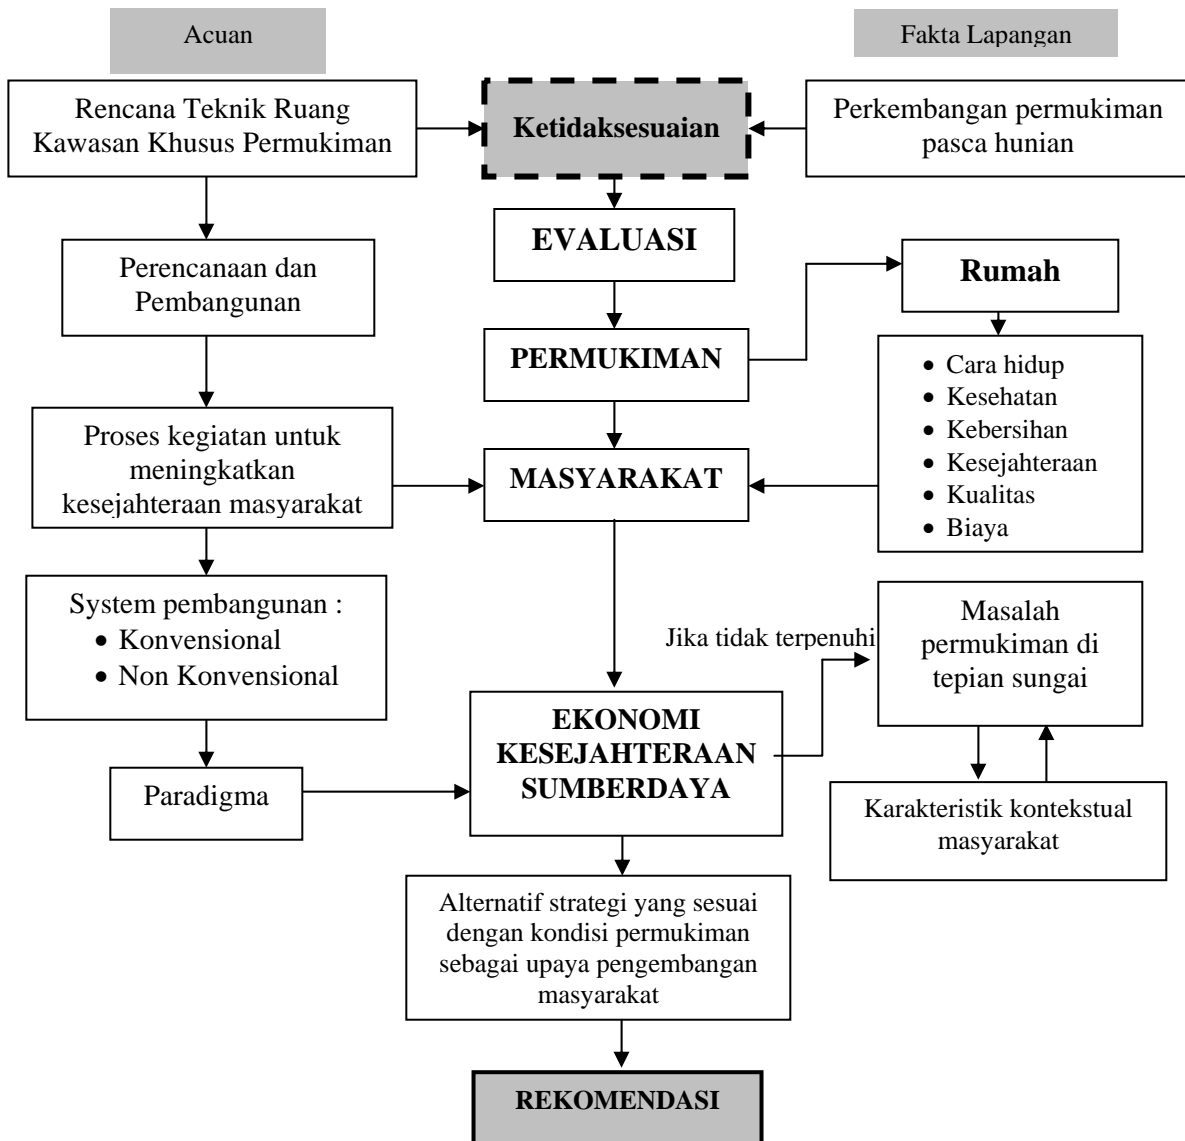 Acuan
Fakta Lapangan
Rencana Teknik Ruang
Kawasan Khusus Permukiman
Ketidaksesuaian
Perkembangan permukiman
pasca hunian
EVALUASI
Perencanaan dan
Pembangunan
Rumah
PERMUKIMAN
• Cara hidup
• Kesehatan
• Kebersihan
• Kesejahteraan
• Kualitas
• Biaya
Proses kegiatan untuk
meningkatkan
kesejahteraan masyarakat
MASYARAKAT
System pembangunan :
• Konvensional
• Non Konvensional
Jika tidak terpenuhi
Masalah
permukiman di
tepian sungai
EKONOMI
KESEJAHTERAAN
SUMBERDAYA
Paradigma
Karakteristik kontekstual
masyarakat
Alternatif strategi yang sesuai
dengan kondisi permukiman
sebagai upaya pengembangan
masyarakat
REKOMENDASI